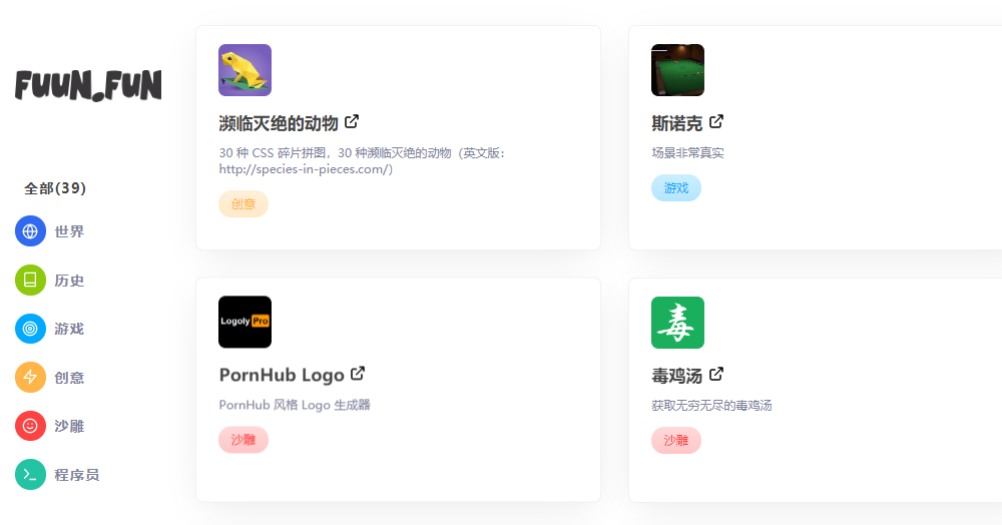 FUUN.FUN
全部(39)
世界
历史
游戏
创意
沙雕
程序员
濒临灭绝的动物
30 种 CSS 碎片拼图，30 种濒临灭绝的动物（英文版：
http://species-in-pieces.com/）
创意
斯诺克
场景非常真实
游戏
Logoly Pro
PornHub Logo
PornHub 风格 Logo 生成器
沙雕
毒
毒鸡汤
获取无穷无尽的毒鸡汤
沙雕